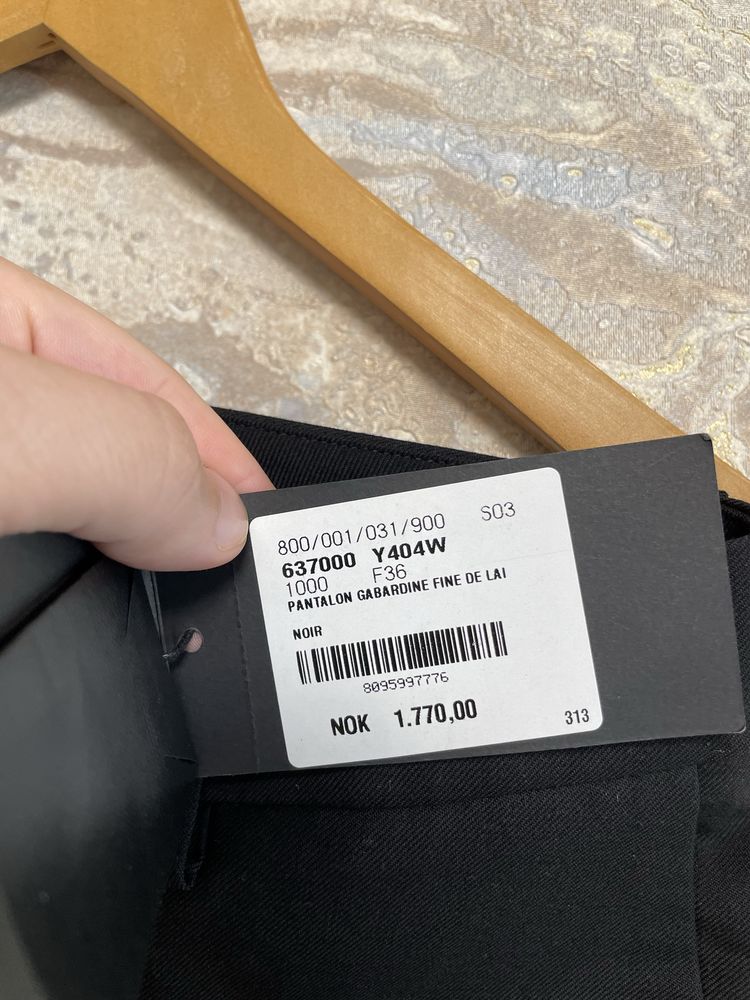 800/001/031/900 S03
637000 Y404W
1000 F36
PANTALON GABARDINE FINE DE LAI
NOIR
8095997776
NOK 1.770,00
313